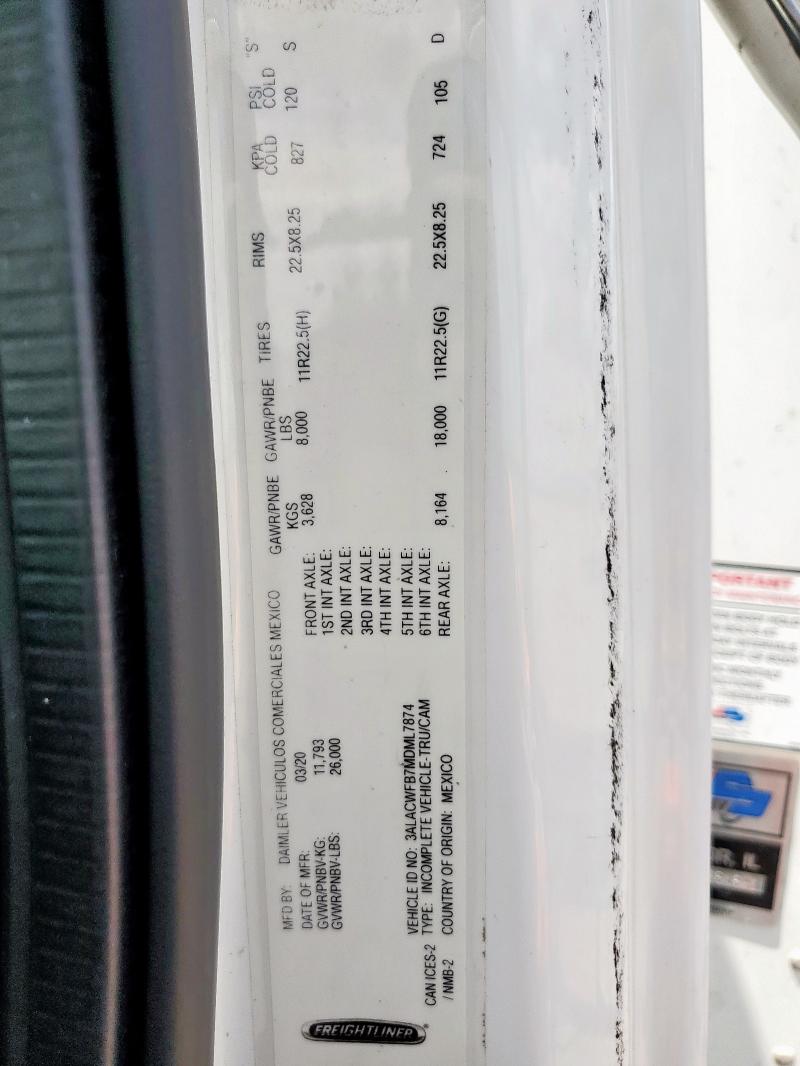 MFD BY: DAIMLER VEHICULOS COMERCIALES MEXICO GAWR/PNBE GAWR/PNBE TIRES RIMS KPA PSI "S"
KGS LBS COLD COLD
DATE OF MFR: 03/20 FRONT AXLE: 3,628 8,000 11R22.5(H) 22.5X8.25 827 120 S
GVWR/PNBV-KG: 11,793 1ST INT AXLE:
GVWR/PNBV-LBS: 26,000 2ND INT AXLE:
3RD INT AXLE:
4TH INT AXLE:
VEHICLE ID NO: 3ALACWFB7MDML7874 5TH INT AXLE:
TYPE: INCOMPLETE VEHICLE-TRU/CAM 6TH INT AXLE:
COUNTRY OF ORIGIN: MEXICO REAR AXLE: 8,164 18,000 11R22.5(G) 22.5X8.25 724 105 D
CAN ICES-2
/ NMB-2
FREIGHTLINER